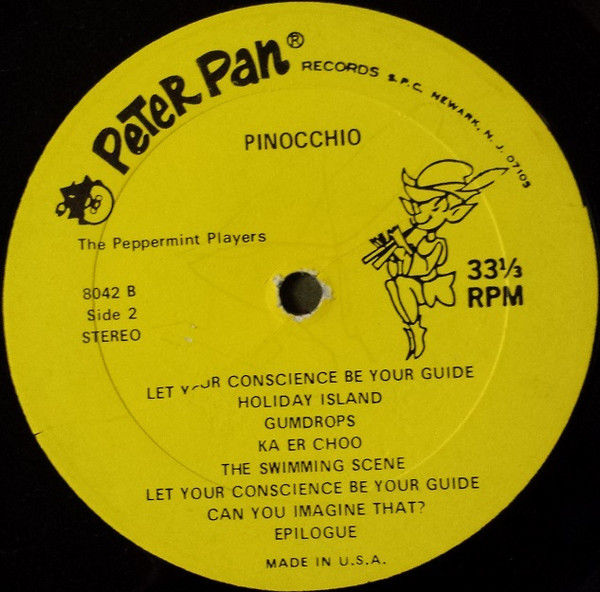 PETER PAN®
RECORDS S.P.C. NEWARK, N.J. 07105
PINOCCHIO
The Peppermint Players
8042 B
Side 2
STEREO
33⅓
RPM
LET YOUR CONSCIENCE BE YOUR GUIDE
HOLIDAY ISLAND
GUMDROPS
KA ER CHOO
THE SWIMMING SCENE
LET YOUR CONSCIENCE BE YOUR GUIDE
CAN YOU IMAGINE THAT?
EPILOGUE
MADE IN U.S.A.